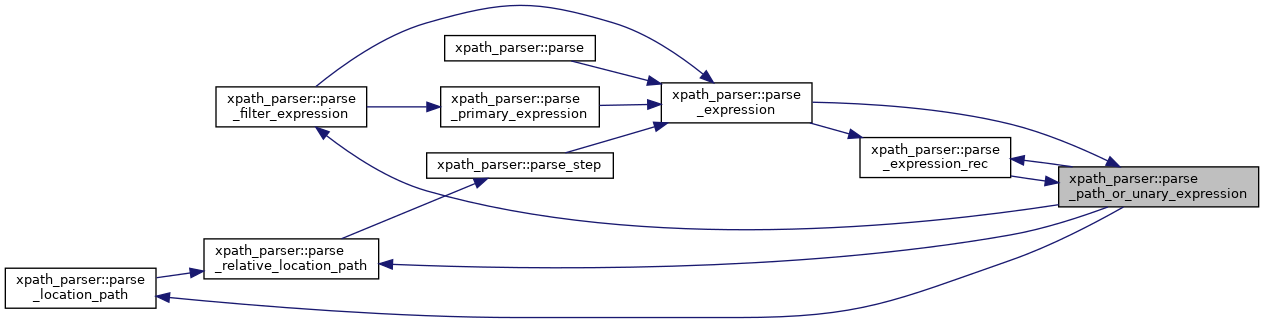 xpath_parser::parse
xpath_parser::parse
_filter_expression
xpath_parser::parse
_primary_expression
xpath_parser::parse
_expression
xpath_parser::parse_step
xpath_parser::parse
_expression_rec
xpath_parser::parse
_path_or_unary_expression
xpath_parser::parse
_relative_location_path
xpath_parser::parse
_location_path